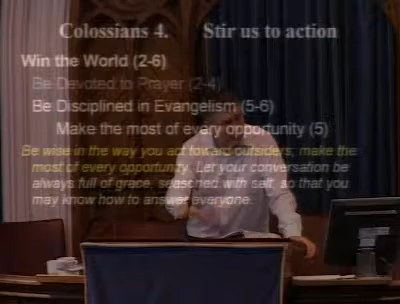 Colossians 4. Stir us to action
Win the World (2-6)
Be Devoted to Prayer (2-4)
Be Disciplined in Evangelism (5-6)
Make the most of every opportunity (5)
Be wise in the way you act toward outsiders; make the
most of every opportunity. Let your conversation be
always full of grace, seasoned with salt, so that you
may know how to answer everyone.